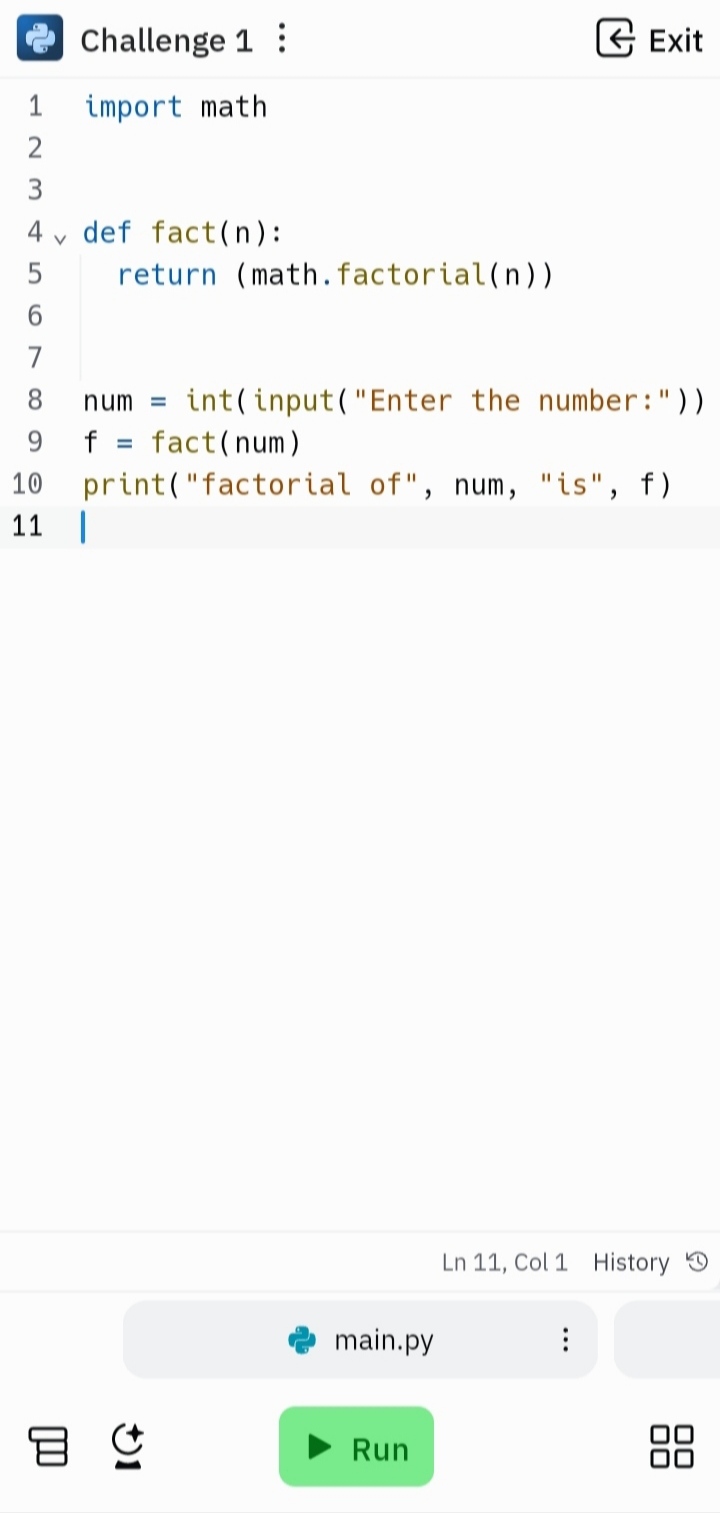 Challenge 1
Exit
1 import math
2
3
4 def fact(n):
5   return (math.factorial(n))
6
7
8 num = int(input("Enter the number:"))
9 f = fact(num)
10 print("factorial of", num, "is", f)
11
Ln 11, Col 1 History
main.py
Run